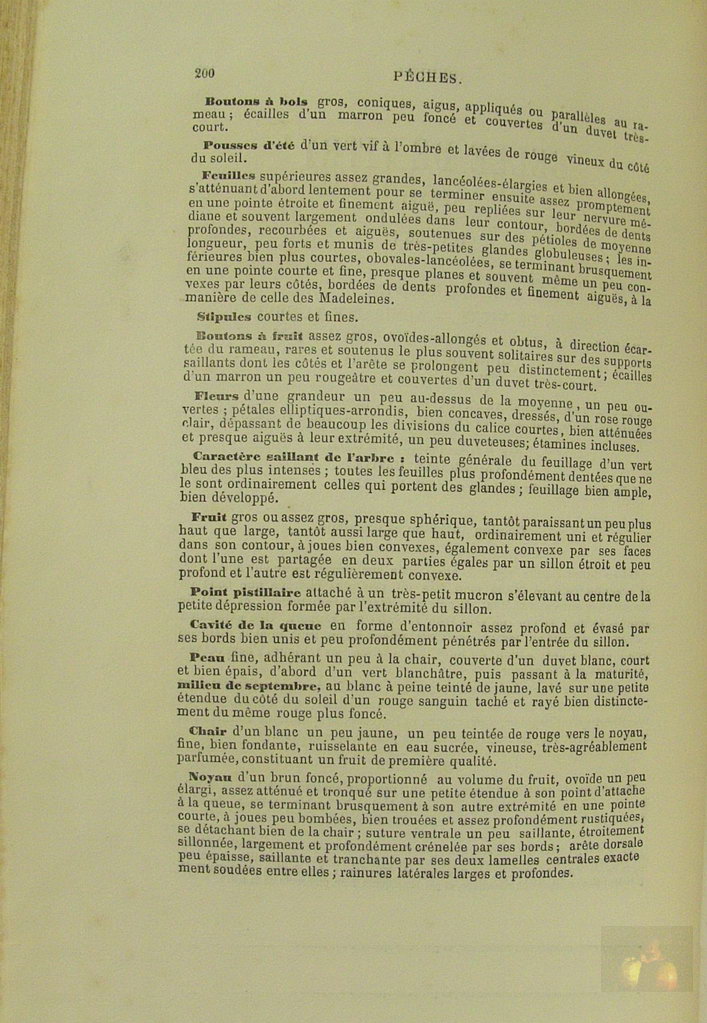 200
PÊCHES.
Boutons à bois gros, coniques, aigus, appliqués ou parallèles au ra-
meau ; écailles d'un marron peu foncé et couvertes d'un duvet très-
court.
Pousses d'été d'un vert vif à l'ombre et lavées de rouge vineux du côté
du soleil.
Feuilles supérieures assez grandes, lancéolées-élargies et bien allongées,
s'atténuant d'abord lentement pour se terminer ensuite assez promptement
en une pointe étroite et finement aiguë, peu repliées sur leur nervure mé-
diane et souvent largement ondulées dans leur contour, bordées de dents
profondes, recourbées et aiguës, soutenues sur des pétioles de moyenne
longueur, peu forts et munis de très-petites glandes globuleuses ; les in-
férieures bien plus courtes, obovales-lancéolées, se terminant brusquement
en une pointe courte et fine, presque planes et souvent même un peu con-
vexes par leurs côtés, bordées de dents profondes et finement aiguës, à la
manière de celle des Madeleines.
Stipules courtes et fines.
Boutons à fruit assez gros, ovoïdes-allongés et obtus, à direction écar-
tée du rameau, rares et soutenus le plus souvent solitaires sur des supports
saillants dont les côtés et l'arête se prolongent peu distinctement ; écailles
d'un marron un peu rougeâtre et couvertes d'un duvet très-court.
Fleurs d'une grandeur un peu au-dessus de la moyenne, un peu ou-
vertes ; pétales elliptiques-arrondis, bien concaves, dressés, d'un rose rouge
clair, dépassant de beaucoup les divisions du calice courtes, bien atténuées
et presque aiguës à leur extrémité, un peu duveteuses; étamines incluses.
Caractère saillant de l'arbre : teinte générale du feuillage d'un vert
bleu des plus intenses ; toutes les feuilles plus profondément dentées que ne
le sont ordinairement celles qui portent des glandes ; feuillage bien ample,
bien développé.
Fruit gros ou assez gros, presque sphérique, tantôt paraissant un peu plus
haut que large, tantôt aussi large que haut, ordinairement uni et régulier
dans son contour, à joues bien convexes, également convexe par ses faces
dont l'une est partagée en deux parties égales par un sillon étroit et peu
profond et l'autre est régulièrement convexe.
Point pistillaire attaché à un très-petit mucron s'élevant au centre de la
petite dépression formée par l'extrémité du sillon.
Cavité de la queue en forme d'entonnoir assez profond et évasé par
ses bords bien unis et peu profondément pénétrés par l'entrée du sillon.
Peau fine, adhérant un peu à la chair, couverte d'un duvet blanc, court
et bien épais, d'abord d'un vert blanchâtre, puis passant à la maturité,
milieu de septembre, au blanc à peine teinté de jaune, lavé sur une petite
étendue du côté du soleil d'un rouge sanguin taché et rayé bien distincte-
ment du même rouge plus foncé.
Chair d'un blanc un peu jaune, un peu teintée de rouge vers le noyau,
fine, bien fondante, ruisselante en eau sucrée, vineuse, très-agréablement
parfumée, constituant un fruit de première qualité.
Noyau d'un brun foncé, proportionné au volume du fruit, ovoïde un peu
élargi, assez atténué et tronqué sur une petite étendue à son point d'attache
à la queue, se terminant brusquement à son autre extrémité en une pointe
courte, à joues peu bombées, bien trouées et assez profondément rustiquées,
se détachant bien de la chair ; suture ventrale un peu saillante, étroitement
sillonnée, largement et profondément crénelée par ses bords ; arête dorsale
peu épaisse, saillante et tranchante par ses deux lamelles centrales exacte
ment soudées entre elles ; rainures latérales larges et profondes.